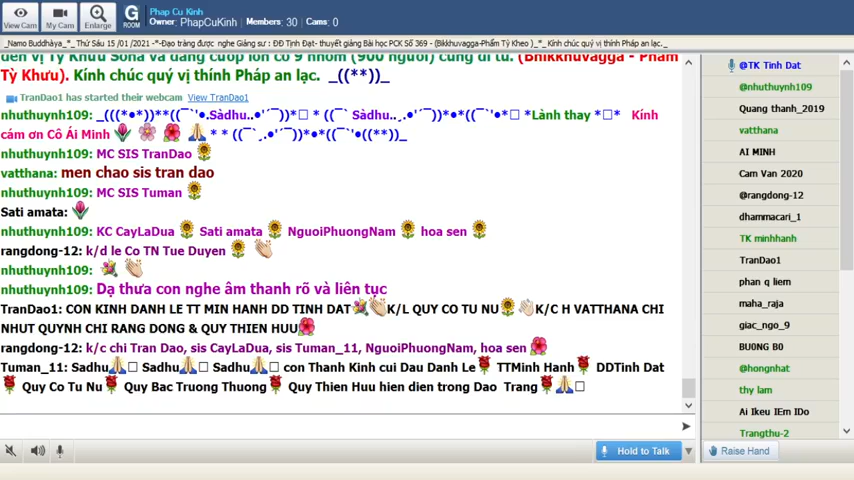 View Cam
My Cam
Enlarge
G
ROOM
Phap Cu Kinh
Owner: PhapCuKinh Members: 30 Cams: 0
_Namo Buddhàya_*_ Thứ Sáu 15 /01 /2021 -*-Đạo tràng được nghe Giảng sư : ĐĐ Tịnh Đạt- thuyết giảng Bài học PCK Số 369 - (Bikkhuvagga-Phẩm Tỳ Kheo )_*_ Kính chúc quý vị thính Pháp an lạc._
đến vị Tỳ Khưu Sona và đảng cướp lớn có 9 nhóm (900 người) cùng đi tu. (Bhikkhuvagga - Phẩm
Tỳ Khưu). Kính chúc quý vị thính Pháp an lạc. _((**))_
TranDao1 has started their webcam View TranDao1
nhuthuynh109: _(((*•*))**((¯`'•.Sàdhu..•'´¯))*□ * ((¯` Sàdhu..¸.•'´¯))*•*((¯`'•□ *Lành thay *□* Kính
cám ơn Cô Ái Minh * * ((¯`¸.•'´¯))*•*((¯`'•((**))_
nhuthuynh109: MC SIS TranDao
vatthana: men chao sis tran dao
nhuthuynh109: MC SIS Tuman
Sati amata:
nhuthuynh109: KC CayLaDua Sati amata NguoiPhuongNam hoa sen
rangdong-12: k/d le Co TN Tue Duyen
nhuthuynh109:
nhuthuynh109: Dạ thưa con nghe âm thanh rõ và liên tục
TranDao1: CON KINH DANH LE TT MIN HANH DD TINH DAT K/L QUY CO TU NU K/C H VATTHANA CHI
NHUT QUYNH CHI RANG DONG & QUY THIEN HUU
rangdong-12: k/c chi Tran Dao, sis CayLaDua, sis Tuman_11, NguoiPhuongNam, hoa sen
Tuman_11: Sadhu □ Sadhu □ Sadhu □ con Thanh Kinh cui Dau Danh Le TTMinh Hanh DDTinh Dat
Quy Co Tu Nu Quy Bac Truong Thuong Quy Thien Huu hien dien trong Dao Trang □
Hold to Talk
@TK Tinh Dat
@nhuthuynh109
Quang thanh_2019
vatthana
AI MINH
Cam Van 2020
@rangdong-12
dhammacari_1
TK minhhanh
TranDao1
phan q liem
maha_raja
giac_ngo_9
BU0NG B0
@hongnhat
thy lam
Ai lkeu IEm IDo
Trangthu-2
Raise Hand